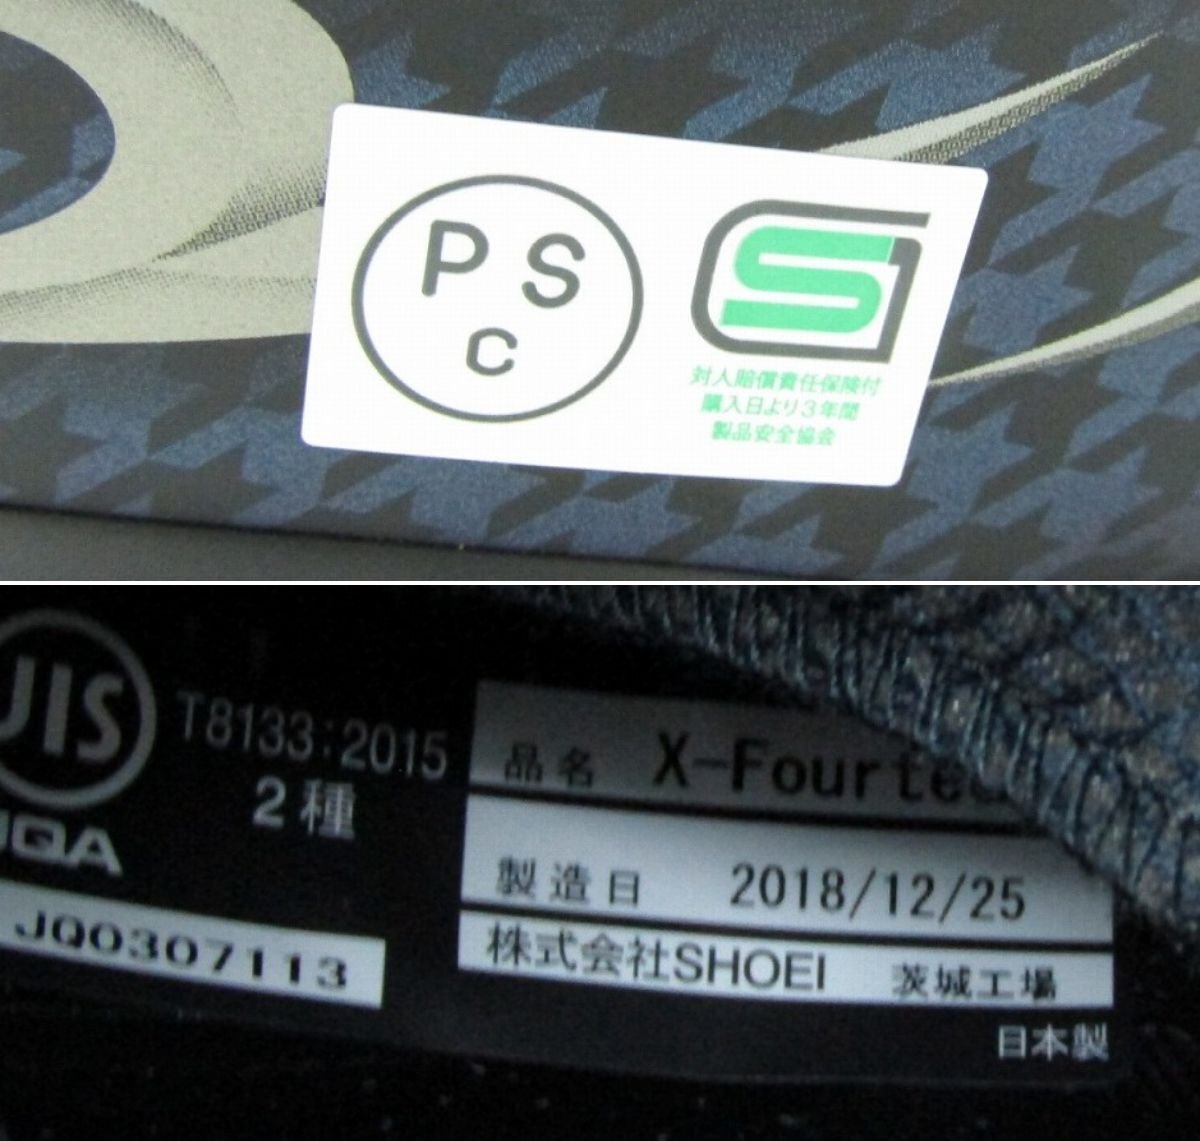 PS
C
S
対人賠償責任保険付
購入日より3年間
製品安全協会
JIS
T8133:2015
2種
JQA
JQ0307113
品名 X-Fourte
製造日 2018/12/25
株式会社SHOEI 茨城工場
日本製